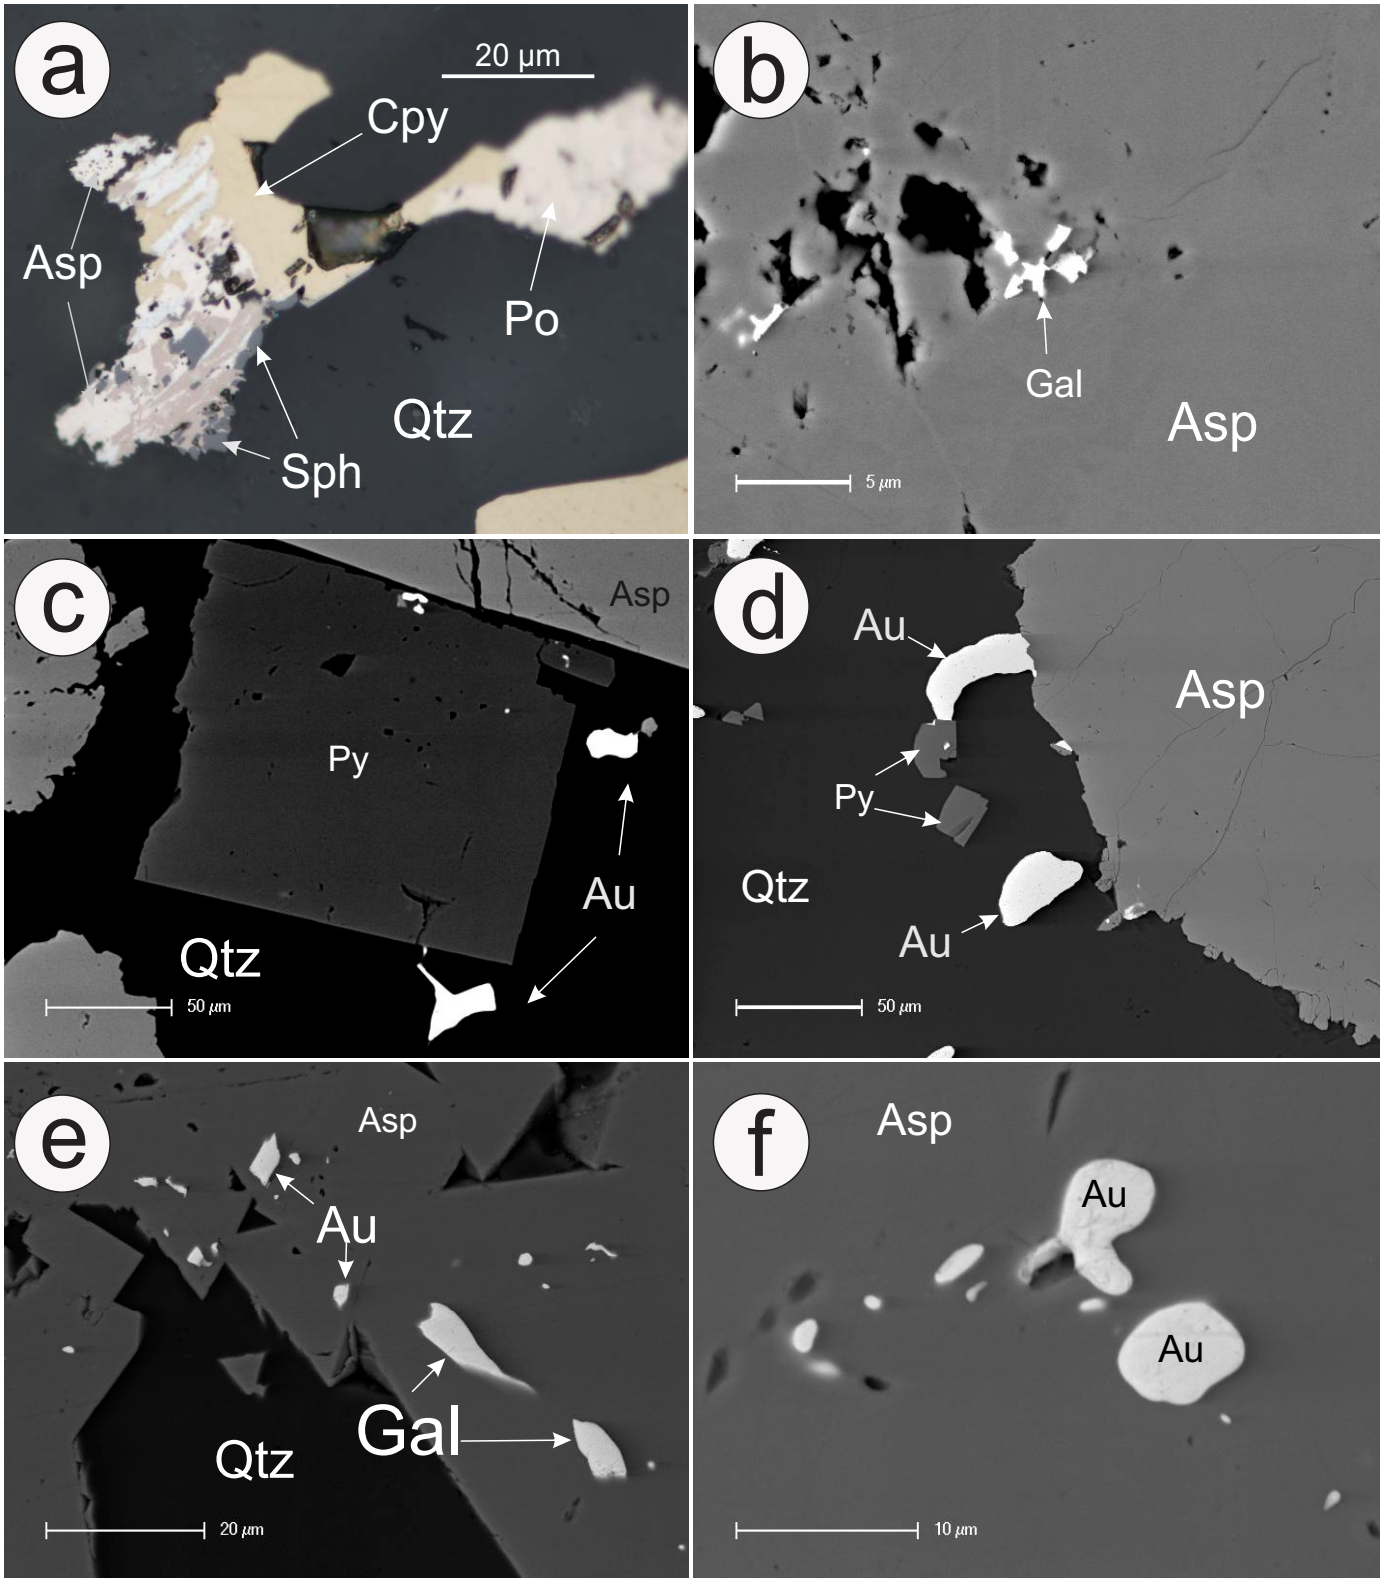 a
20 µm
Cpy
Asp
Po
Qtz
Sph
b
Gal
Asp
5 µm
c
Asp
Py
Au
Qtz
50 µm
d
Au
Asp
Py
Qtz
Au
50 µm
e
Asp
Au
Gal
Qtz
20 µm
f
Asp
Au
Au
10 µm